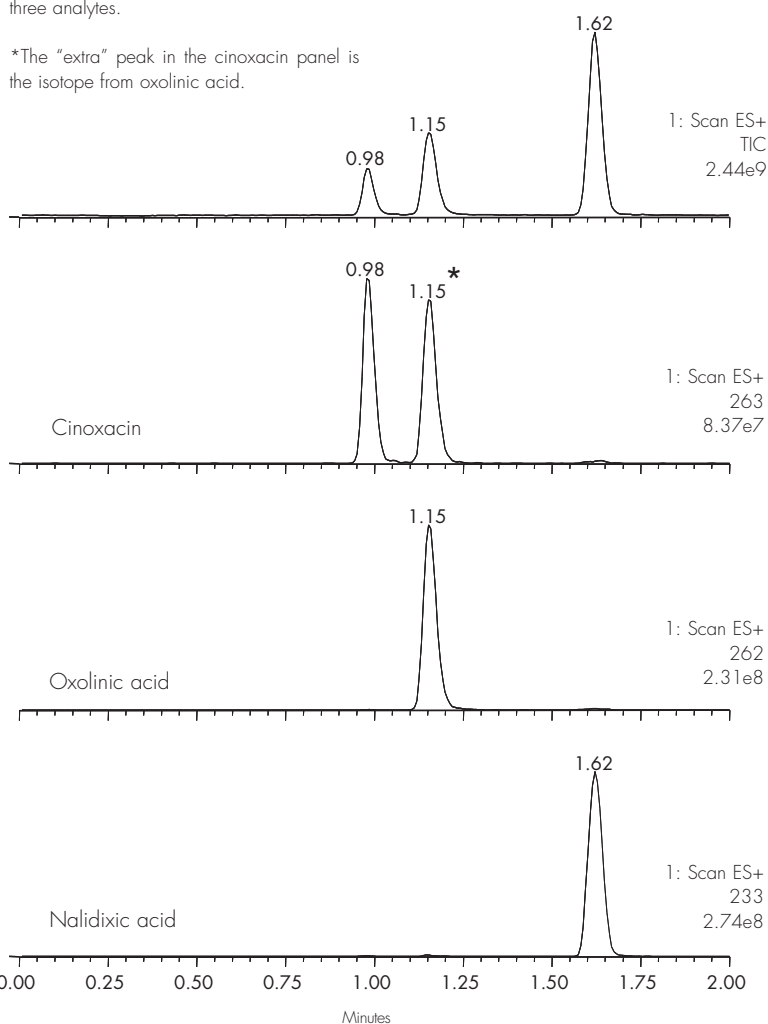 three analytes.
*The “extra” peak in the cinoxacin panel is
the isotope from oxolinic acid.
1.62
1.15
0.98
1: Scan ES+
TIC
2.44e9
0.98
1.15 *
1: Scan ES+
263
8.37e7
Cinoxacin
1.15
1: Scan ES+
262
2.31e8
Oxolinic acid
1.62
1: Scan ES+
233
2.74e8
Nalidixic acid
0.00 0.25 0.50 0.75 1.00 1.25 1.50 1.75 2.00
Minutes